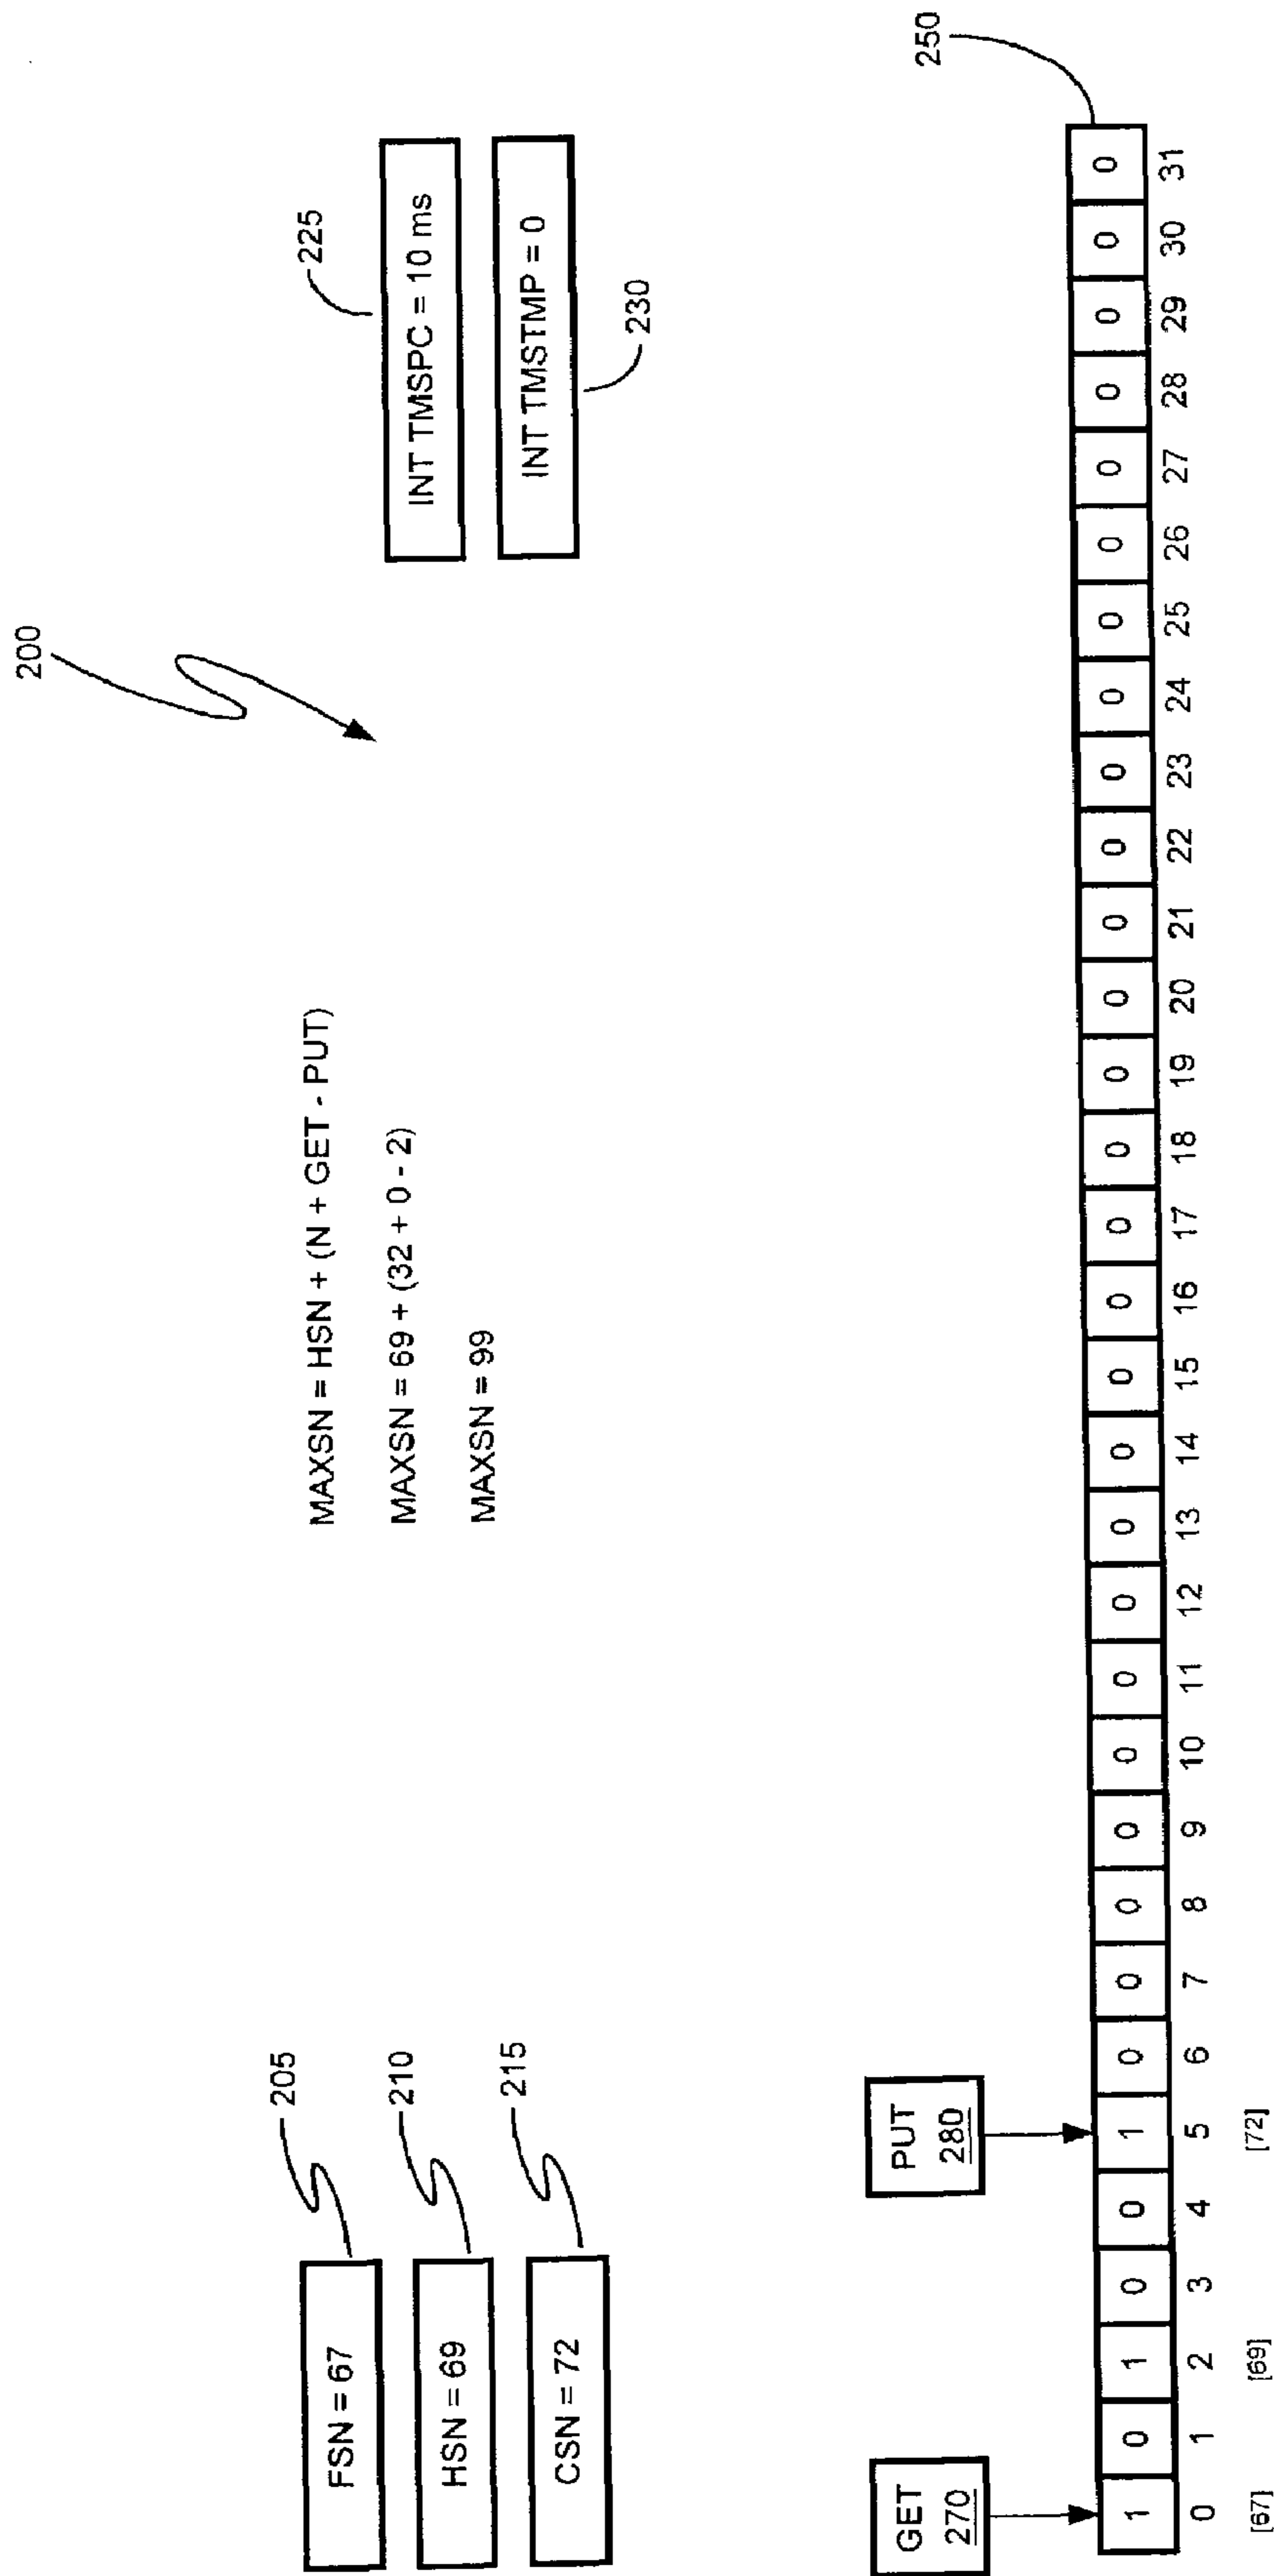 200
FSN = 67
205
HSN = 69
210
CSN = 72
215
MAXSN = HSN + (N + GET - PUT)
MAXSN = 69 + (32 + 0 - 2)
MAXSN = 99
225
INT TMSPC = 10 ms
INT TMSTMP = 0
230
GET
270
PUT
280
250
1 0 1 0 0 1 0 0 0 0 0 0 0 0 0 0 0 0 0 0 0 0 0 0 0 0 0 0 0 0 0 0
0 1 2 3 4 5 6 7 8 9 10 11 12 13 14 15 16 17 18 19 20 21 22 23 24 25 26 27 28 29 30 31
[67] [69] [72]